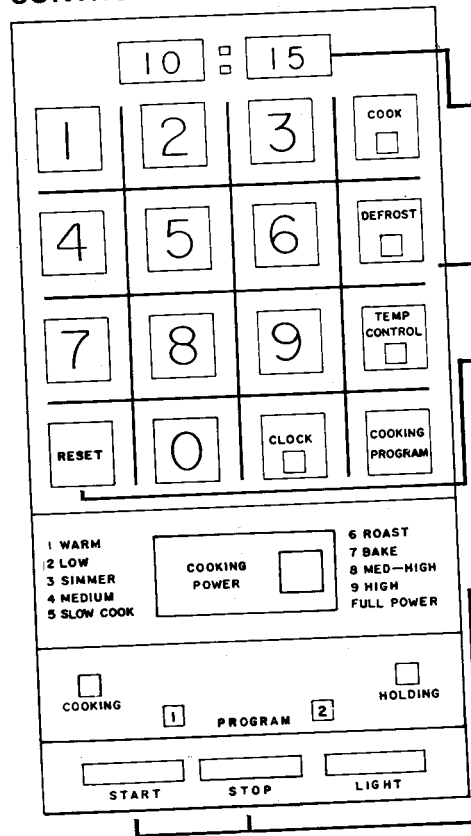 10 : 15
1 2 3 COOK
4 5 6 DEFROST
7 8 9 TEMP CONTROL
RESET 0 CLOCK COOKING PROGRAM
1 WARM
2 LOW
3 SIMMER
4 MEDIUM
5 SLOW COOK
COOKING
POWER
6 ROAST
7 BAKE
8 MED—HIGH
9 HIGH
FULL POWER
COOKING
1 PROGRAM 2
HOLDING
START STOP LIGHT